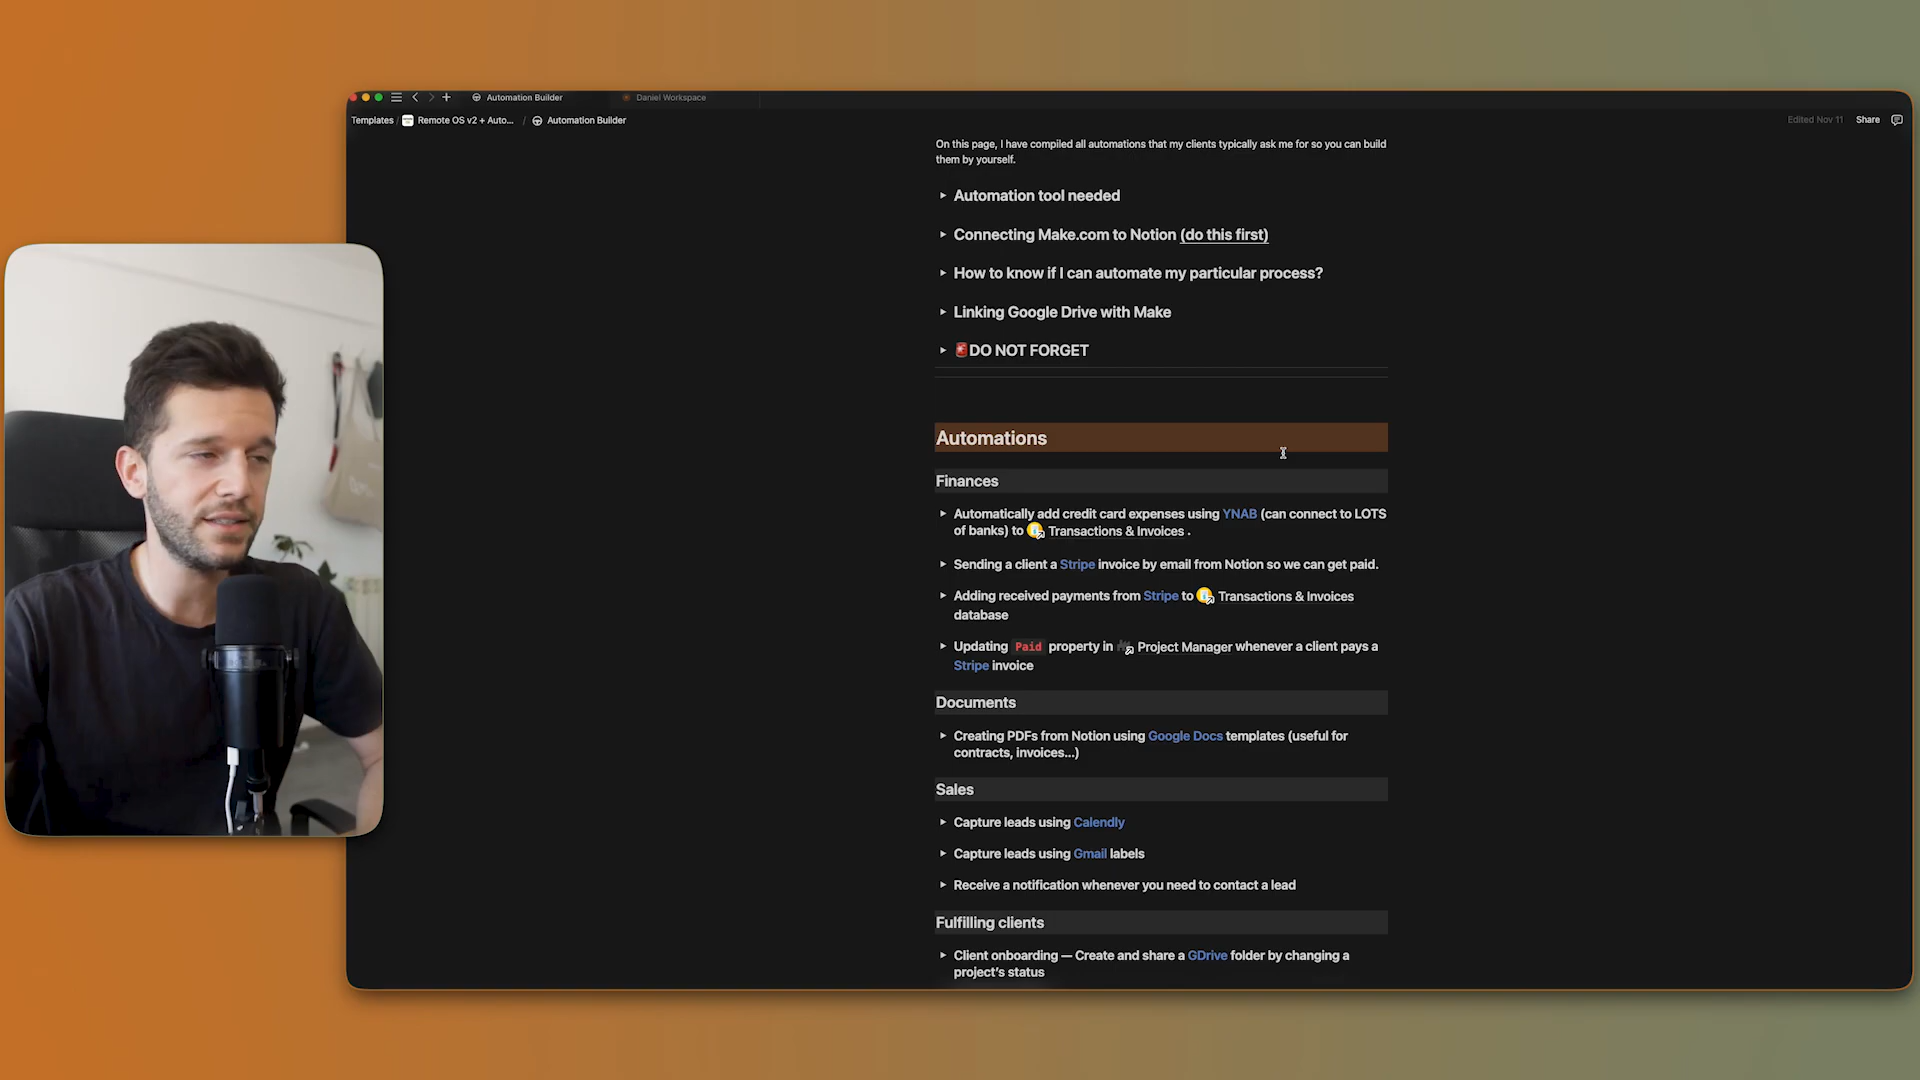 Automation Builder
Daniel Workspace
Templates / Remote OS v2 + Auto... / Automation Builder
Edited Nov 11
Share
On this page, I have compiled all automations that my clients typically ask me for so you can build
them by yourself.
Automation tool needed
Connecting Make.com to Notion (do this first)
How to know if I can automate my particular process?
Linking Google Drive with Make
🚨DO NOT FORGET
Automations
Finances
Automatically add credit card expenses using YNAB (can connect to LOTS
of banks) to Transactions & Invoices .
Sending a client a Stripe invoice by email from Notion so we can get paid.
Adding received payments from Stripe to Transactions & Invoices
database
Updating Paid property in Project Manager whenever a client pays a
Stripe invoice
Documents
Creating PDFs from Notion using Google Docs templates (useful for
contracts, invoices...)
Sales
Capture leads using Calendly
Capture leads using Gmail labels
Receive a notification whenever you need to contact a lead
Fulfilling clients
Client onboarding — Create and share a GDrive folder by changing a
project's status